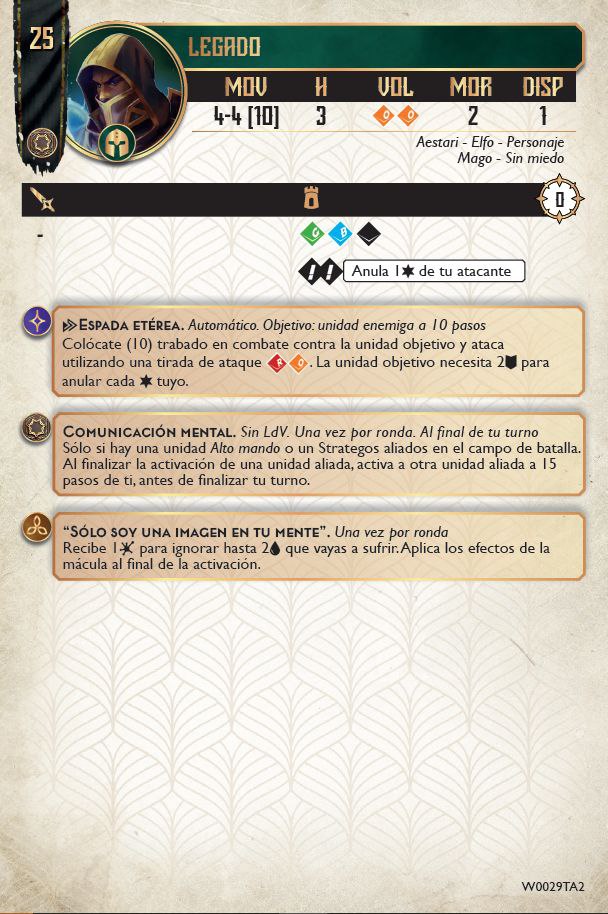 25
LEGADO
MOV H VOL MOR DISP
4-4 [10] 3 O O 2 1
Aestari - Elfo - Personaje
Mago - Sin miedo
0
- G B
! ! Anula 1 de tu atacante
ESPADA ETÉREA. Automático. Objetivo: unidad enemiga a 10 pasos
Colócate (10) trabado en combate contra la unidad objetivo y ataca
utilizando una tirada de ataque R O. La unidad objetivo necesita 2 para
anular cada tuyo.
COMUNICACIÓN MENTAL. Sin LdV. Una vez por ronda. Al final de tu turno
Sólo si hay una unidad Alto mando o un Strategos aliados en el campo de batalla.
Al finalizar la activación de una unidad aliada, activa a otra unidad aliada a 15
pasos de ti, antes de finalizar tu turno.
"SÓLO SOY UNA IMAGEN EN TU MENTE". Una vez por ronda
Recibe 1 para ignorar hasta 2 que vayas a sufrir. Aplica los efectos de la
mácula al final de la activación.
W0029TA2